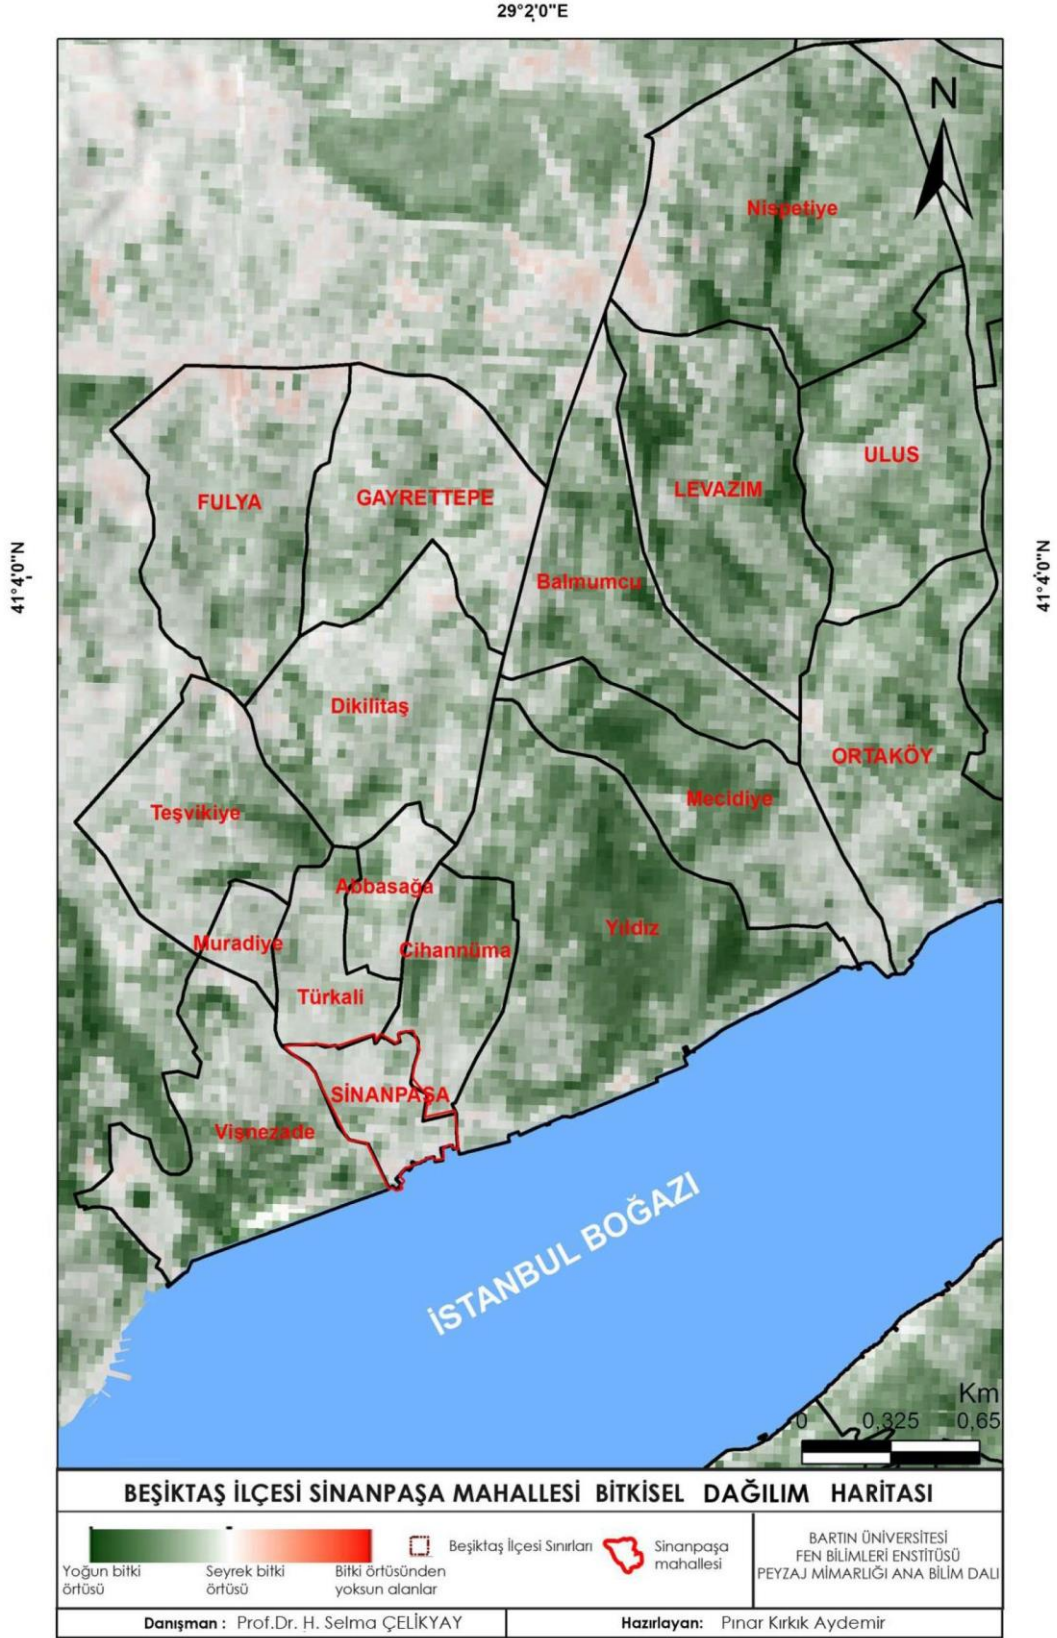 29°2'0"E
N
Nispetiye
ULUS
LEVAZIM
FULYA
GAYRETTEPE
41°4'0"N
41°4'0"N
Balmumcu
Dikilitaş
ORTAKÖY
Mecidiye
Teşvikiye
Abbasağa
Yıldız
Muradiye
Cihannüma
Türkali
SİNANPAŞA
Vişnezade
İSTANBUL BOĞAZI
Km
0 0,325 0,65
BEŞİKTAŞ İLÇESİ SİNANPAŞA MAHALLESİ BİTKİSEL DAĞILIM HARİTASI
Yoğun bitki
örtüsü
Seyrek bitki
örtüsü
Bitki örtüsünden
yoksun alanlar
Beşiktaş İlçesi Sınırları
Sinanpaşa
mahallesi
BARTIN ÜNİVERSİTESİ
FEN BİLİMLERİ ENSTİTÜSÜ
PEYZAJ MİMARLIĞI ANA BİLİM DALI
Danışman : Prof.Dr. H. Selma ÇELİKYAY
Hazırlayan: Pınar Kırkık Aydemir